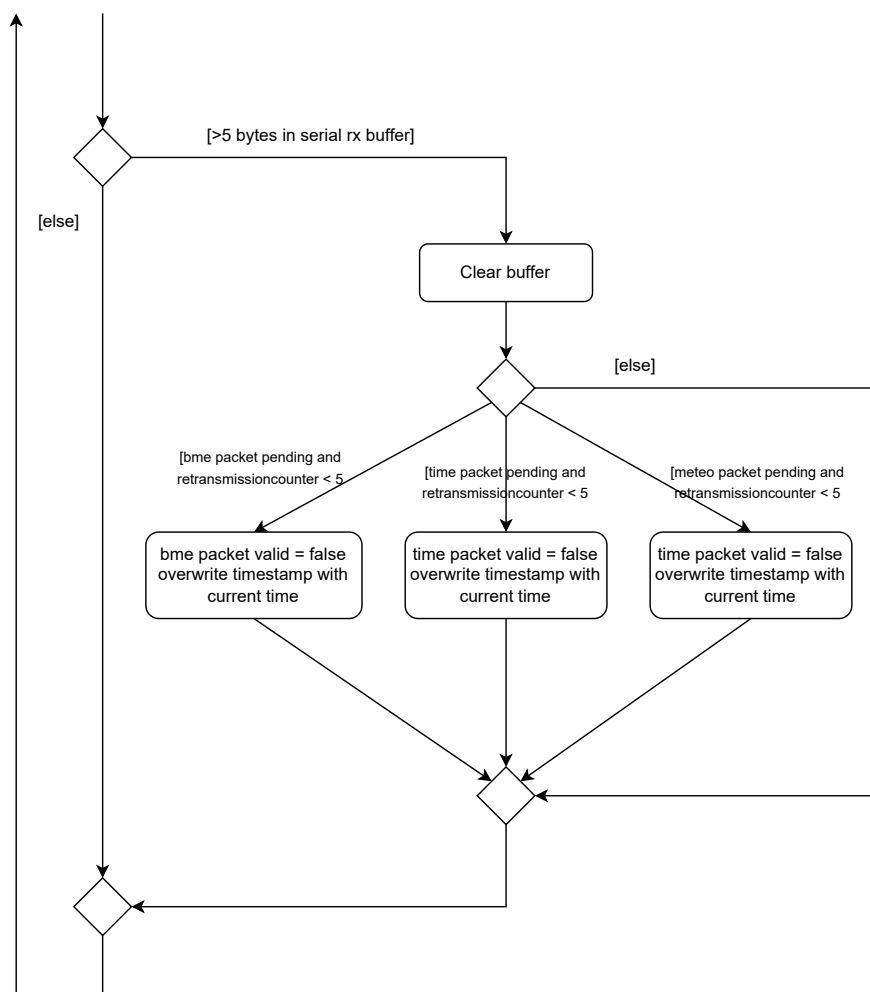 [>5 bytes in serial rx buffer]
[else]
Clear buffer
[else]
[bme packet pending and
retransmissioncounter < 5
[time packet pending and
retransmissioncounter < 5
[meteo packet pending and
retransmissioncounter < 5
bme packet valid = false
overwrite timestamp with
current time
time packet valid = false
overwrite timestamp with
current time
time packet valid = false
overwrite timestamp with
current time